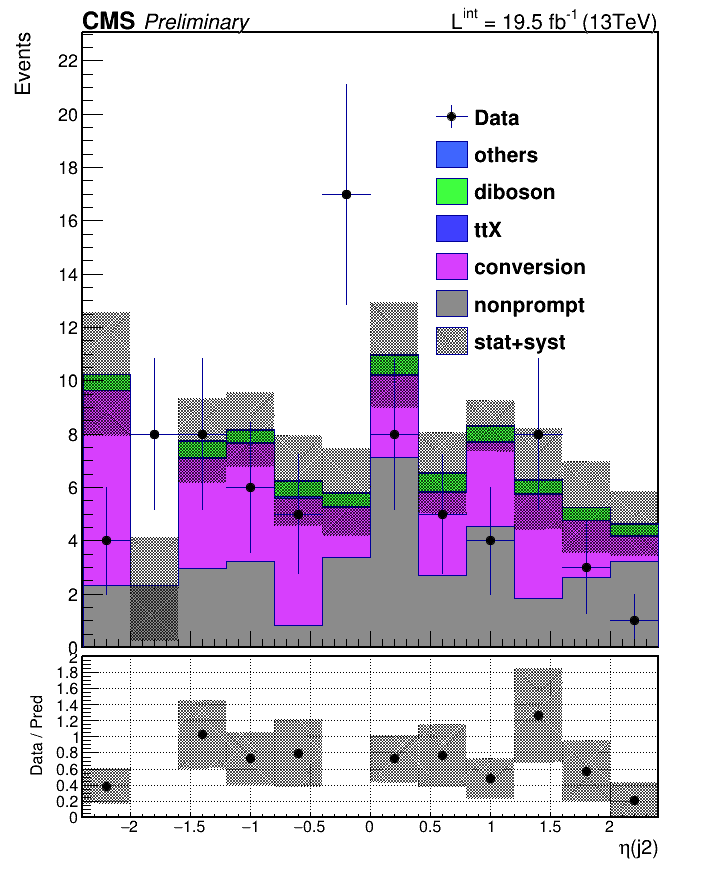 CMS Preliminary
L^int = 19.5 fb^-1 (13TeV)
Events
22
20
18
16
14
12
10
8
6
4
2
0
Data
others
diboson
ttX
conversion
nonprompt
stat+syst
Data / Pred
2
1.8
1.6
1.4
1.2
1
0.8
0.6
0.4
0.2
0
−2 −1.5 −1 −0.5 0 0.5 1 1.5 2
η(j2)